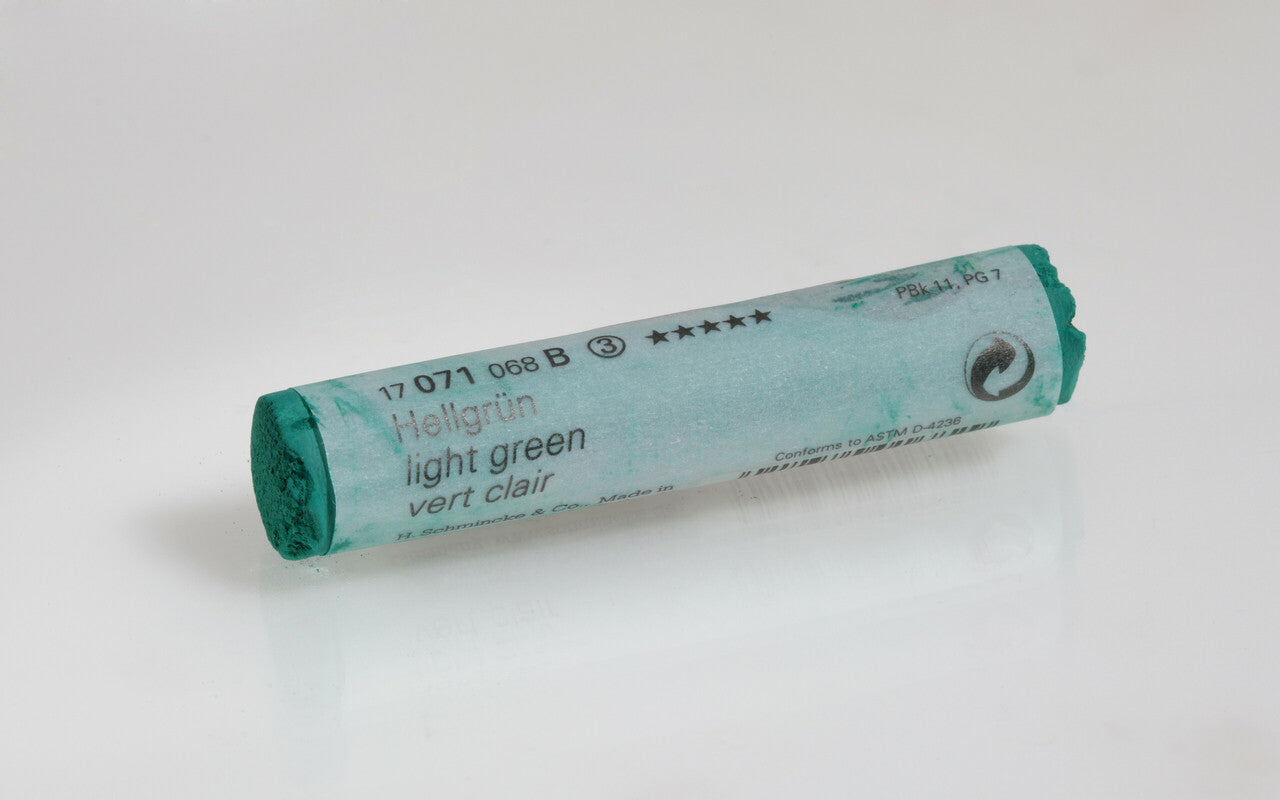 17 071 068 B ③ ★★★★★
PBk 11, PG 7
Hellgrün
light green
vert clair
H. Schmincke & Co., Made in
Conforms to ASTM D-4236